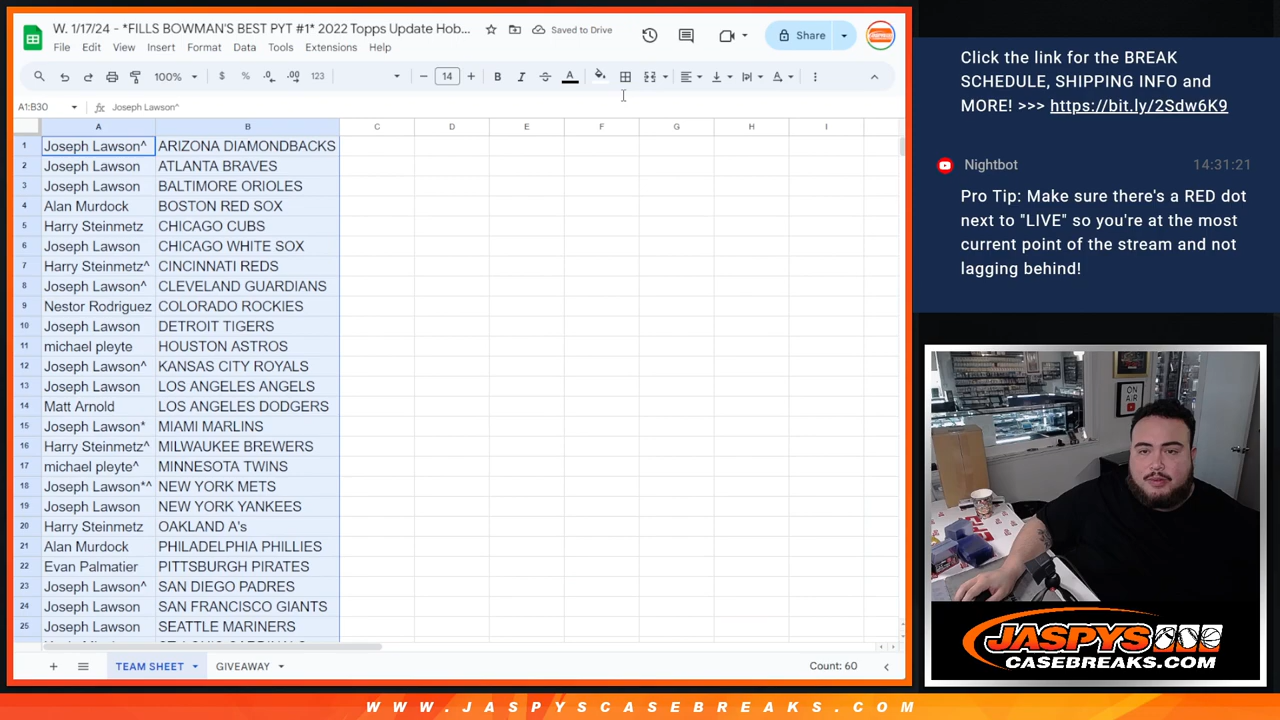 W. 1/17/24 - *FILLS BOWMAN'S BEST PYT #1* 2022 Topps Update Hob...
Saved to Drive
Share
File Edit View Insert Format Data Tools Extensions Help
100% $ % .0 .00 123 14 B I A
A1:B30 fx Joseph Lawson^
A B C D E F G H I
1 Joseph Lawson^ ARIZONA DIAMONDBACKS
2 Joseph Lawson ATLANTA BRAVES
3 Joseph Lawson BALTIMORE ORIOLES
4 Alan Murdock BOSTON RED SOX
5 Harry Steinmetz CHICAGO CUBS
6 Joseph Lawson CHICAGO WHITE SOX
7 Harry Steinmetz^ CINCINNATI REDS
8 Joseph Lawson^ CLEVELAND GUARDIANS
9 Nestor Rodriguez COLORADO ROCKIES
10 Joseph Lawson DETROIT TIGERS
11 michael pleyte HOUSTON ASTROS
12 Joseph Lawson^ KANSAS CITY ROYALS
13 Joseph Lawson LOS ANGELES ANGELS
14 Matt Arnold LOS ANGELES DODGERS
15 Joseph Lawson* MIAMI MARLINS
16 Harry Steinmetz^ MILWAUKEE BREWERS
17 michael pleyte^ MINNESOTA TWINS
18 Joseph Lawson*^ NEW YORK METS
19 Joseph Lawson NEW YORK YANKEES
20 Harry Steinmetz OAKLAND A's
21 Alan Murdock PHILADELPHIA PHILLIES
22 Evan Palmatier PITTSBURGH PIRATES
23 Joseph Lawson^ SAN DIEGO PADRES
24 Joseph Lawson SAN FRANCISCO GIANTS
25 Joseph Lawson SEATTLE MARINERS
TEAM SHEET GIVEAWAY Count: 60
Click the link for the BREAK
SCHEDULE, SHIPPING INFO and
MORE! >>> https://bit.ly/2Sdw6K9
Nightbot 14:31:21
Pro Tip: Make sure there's a RED dot
next to "LIVE" so you're at the most
current point of the stream and not
lagging behind!
ON
AIR
JASPYS
CASEBREAKS.COM
WWW.JASPYSCASEBREAKS.COM